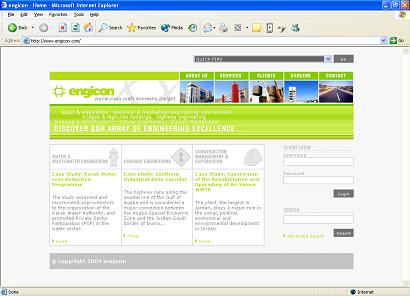 engicon - Home - Microsoft Internet Explorer
File Edit View Favorites Tools Help
Back Search Favorites Media
Address http://www.engicon.com/ Go
QUICK FIND Go
ABOUT US SERVICES CLIENTS CAREERS CONTACT
engicon
world-class craft domestic insight
water & wastewater electrical & mechanical engineering environment
bridges & high-rise buildings highway engineering
DISCOVER OUR ARRAY OF ENGINEERING EXCELLENCE...
WATER &
WASTEWATER ENGINEERING
Case Study: Karak Water
Loss Reduction
Programme
The study assessed and
recommend improvements
to the organization of the
Karak Water Authority; and
promoted Private Sector
Participation (PSP) in the
water sector.
more
HIGHWAY ENGINEERING
Case study: Southern
Industrial Zone Corridor
The highway runs along the
coastline of the Gulf of
Aqaba and is considered a
major connection between
the Aqaba Special Economic
Zone and the Jordan-Saudi
border of Durra...
more
CONSTRUCTION
MANAGEMENT &
SUPERVISION
Case Study: Supervision
of the Rehabilitation and
Upgrading of As-Samra
WWTP
The plant, the largest in
Jordan, plays a major role in
the social, political,
economical and
environmental development in
Jordan
more
CLIENT LOGIN
Username
Password
Login
SEARCH
Advanced Search Search
© copyright 2004 engicon
Done Internet